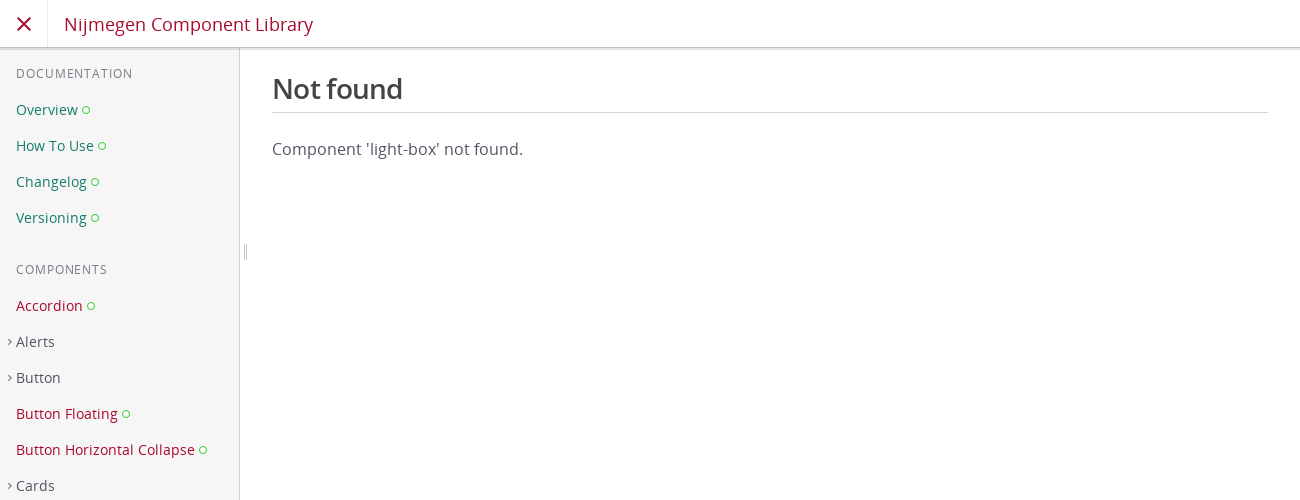 Nijmegen Component Library
DOCUMENTATION
Overview
How To Use
Changelog
Versioning
COMPONENTS
Accordion
Alerts
Button
Button Floating
Button Horizontal Collapse
Cards
Not found
Component 'light-box' not found.